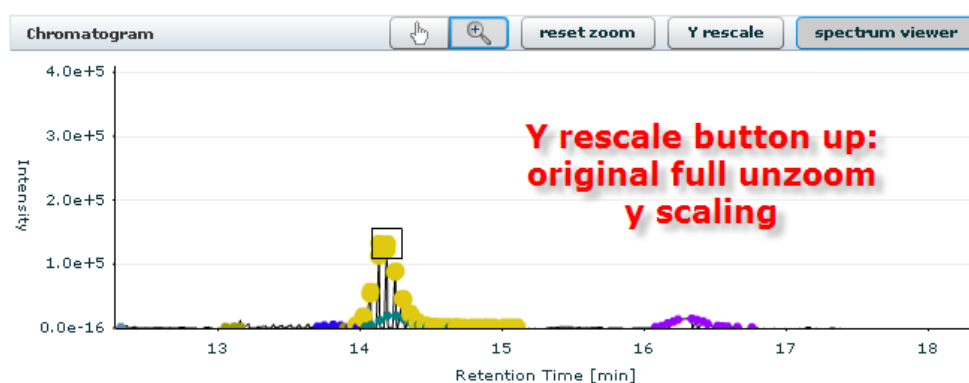 Chromatogram reset zoom Y rescale spectrum viewer
4.0e+5
3.0e+5
2.0e+5
1.0e+5
0.0e-16
Intensity
Y rescale button up:
original full unzoom
y scaling
13 14 15 16 17 18
Retention Time [min]